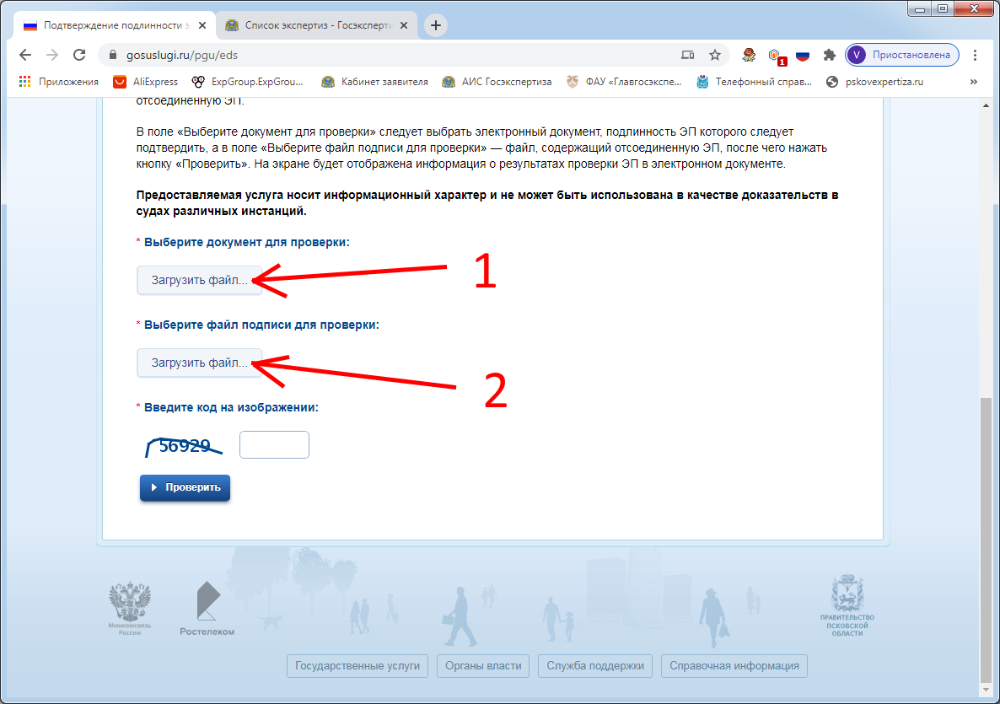 Подтверждение подлинности э
Список экспертиз - Госэксперти
gosuslugi.ru/pgu/eds
1
V
Приостановлена
Приложения
AliExpress
ExpGroup.ExpGrou...
Кабинет заявителя
АИС Госэкспертиза
ФАУ «Главгосэкспе...
Телефонный справ...
pskovexpertiza.ru
»
отсоединенную ЭП.
В поле «Выберите документ для проверки» следует выбрать электронный документ, подлинность ЭП которого следует
подтвердить, а в поле «Выберите файл подписи для проверки» — файл, содержащий отсоединенную ЭП, после чего нажать
кнопку «Проверить». На экране будет отображена информация о результатах проверки ЭП в электронном документе.
Предоставляемая услуга носит информационный характер и не может быть использована в качестве доказательств в
судах различных инстанций.
* Выберите документ для проверки:
Загрузить файл...
1
* Выберите файл подписи для проверки:
Загрузить файл...
2
* Введите код на изображении:
56929
Проверить
Минкомсвязь
России
Ростелеком
ПРАВИТЕЛЬСТВО
ПСКОВСКОЙ
ОБЛАСТИ
Государственные услуги
Органы власти
Служба поддержки
Справочная информация